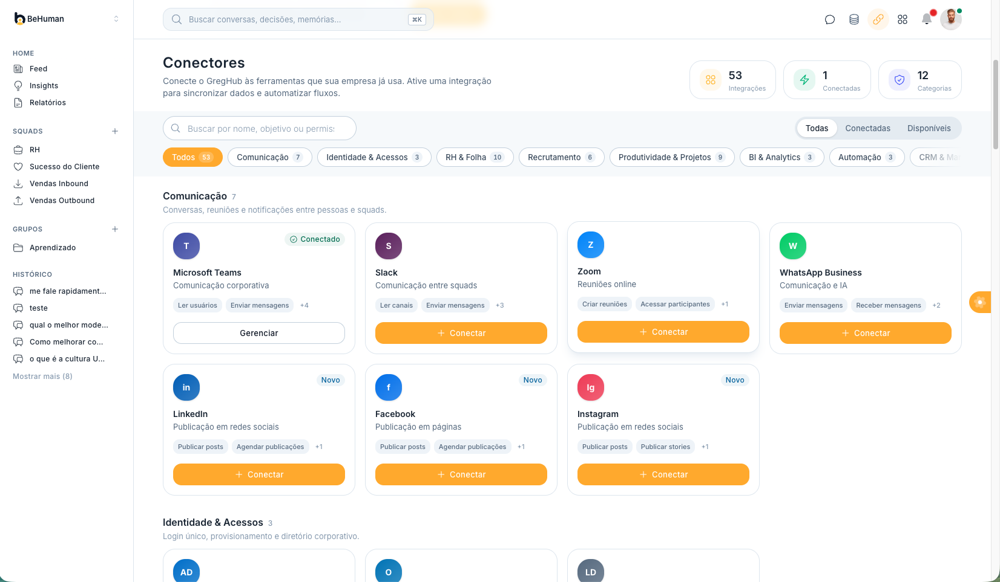 BeHuman
Buscar conversas, decisões, memórias...
⌘K
HOME
Feed
Insights
Relatórios
SQUADS
RH
Sucesso do Cliente
Vendas Inbound
Vendas Outbound
GRUPOS
Aprendizado
HISTÓRICO
me fale rapidament...
teste
qual o melhor mode...
Como melhorar co...
o que é a cultura U...
Mostrar mais (8)
Conectores
Conecte o GregHub às ferramentas que sua empresa já usa. Ative uma integração
para sincronizar dados e automatizar fluxos.
53
Integrações
1
Conectadas
12
Categorias
Buscar por nome, objetivo ou permis
Todas Conectadas Disponíveis
Todos 53 Comunicação 7 Identidade & Acessos 3 RH & Folha 10 Recrutamento 6 Produtividade & Projetos 9 BI & Analytics 3 Automação 3 CRM & Ma
Comunicação 7
Conversas, reuniões e notificações entre pessoas e squads.
T
Conectado
Microsoft Teams
Comunicação corporativa
Ler usuários Enviar mensagens +4
Gerenciar
S
Slack
Comunicação entre squads
Ler canais Enviar mensagens +3
+ Conectar
Z
Zoom
Reuniões online
Criar reuniões Acessar participantes +1
+ Conectar
W
WhatsApp Business
Comunicação e IA
Enviar mensagens Receber mensagens +2
+ Conectar
in
Novo
LinkedIn
Publicação em redes sociais
Publicar posts Agendar publicações +1
+ Conectar
f
Novo
Facebook
Publicação em páginas
Publicar posts Agendar publicações +1
+ Conectar
Ig
Novo
Instagram
Publicação em redes sociais
Publicar posts Publicar stories +1
+ Conectar
Identidade & Acessos 3
Login único, provisionamento e diretório corporativo.
AD
O
LD